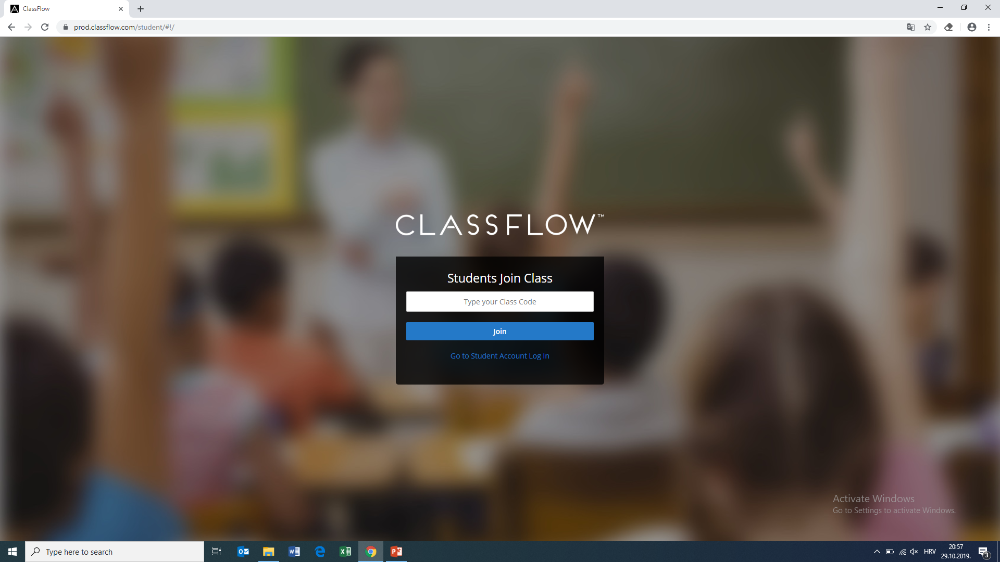 ClassFlow
prod.classflow.com/student/#!/
CLASSFLOW™
Students Join Class
Type your Class Code
Join
Go to Student Account Log In
Activate Windows
Go to Settings to activate Windows.
Type here to search
HRV
20:57
29.10.2019.
3